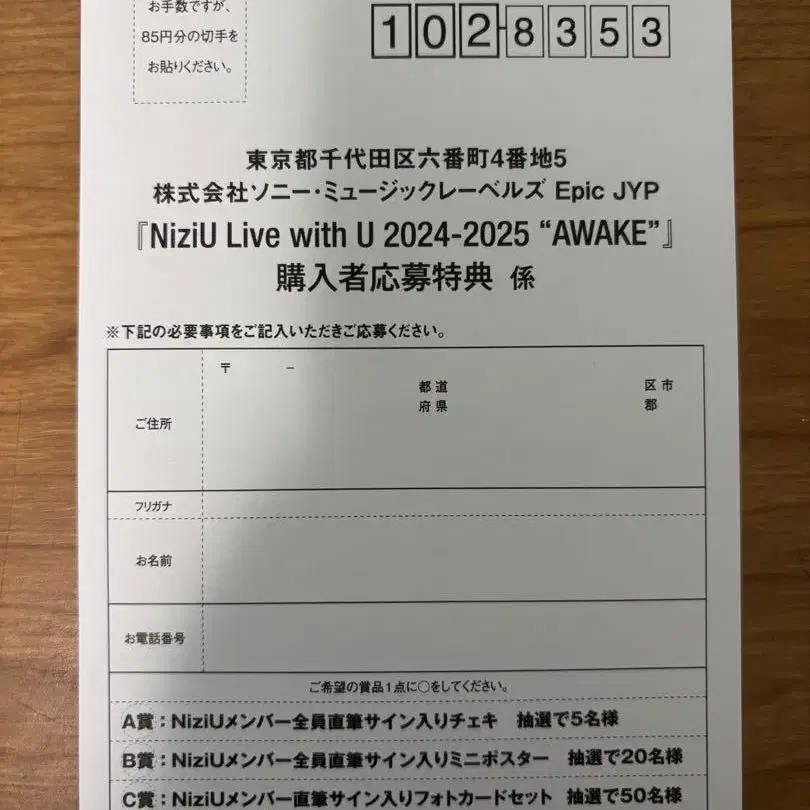 お手数ですが、
85円分の切手を
お貼りください。
102-8353
東京都千代田区六番町4番地5
株式会社ソニー・ミュージックレーベルズ Epic JYP
『NiziU Live with U 2024-2025 “AWAKE”』
購入者応募特典 係
※下記の必要事項をご記入いただきご応募ください。
〒 −
都道 区市
府県 郡
ご住所
フリガナ
お名前
お電話番号
ご希望の賞品1点に○をしてください。
A賞：NiziUメンバー全員直筆サイン入りチェキ 抽選で5名様
B賞：NiziUメンバー全員直筆サイン入りミニポスター 抽選で20名様
C賞：NiziUメンバー直筆サイン入りフォトカードセット 抽選で50名様